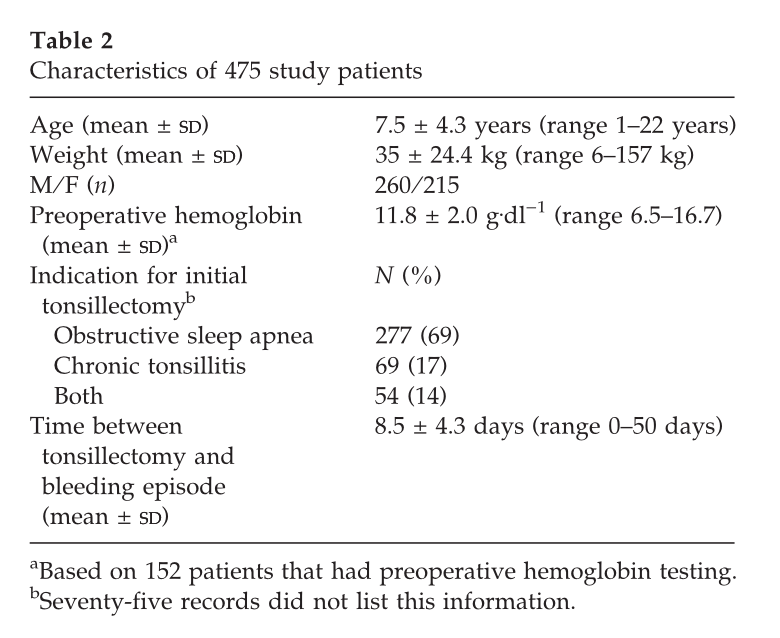 Table 2
Characteristics of 475 study patients
Age (mean ± SD) 7.5 ± 4.3 years (range 1–22 years)
Weight (mean ± SD) 35 ± 24.4 kg (range 6–157 kg)
M/F (n) 260/215
Preoperative hemoglobin 11.8 ± 2.0 g·dl⁻¹ (range 6.5–16.7)
(mean ± SD)ᵃ
Indication for initial N (%)
tonsillectomyᵇ
Obstructive sleep apnea 277 (69)
Chronic tonsillitis 69 (17)
Both 54 (14)
Time between 8.5 ± 4.3 days (range 0–50 days)
tonsillectomy and
bleeding episode
(mean ± SD)
ᵃBased on 152 patients that had preoperative hemoglobin testing.
ᵇSeventy-five records did not list this information.